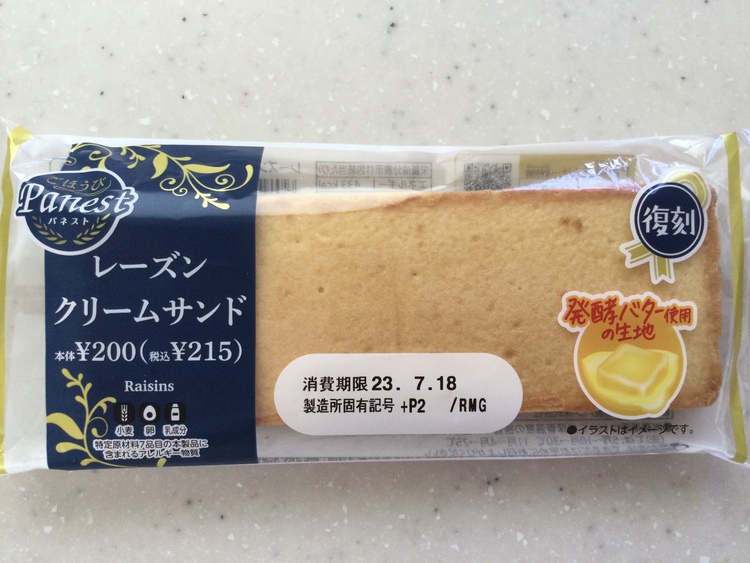 ごほうび
Panest
パネスト
レーズン
クリームサンド
本体¥200(税込¥215)
Raisins
小麦 卵 乳成分
特定原材料7品目の本製品に
含まれるアレルギー物質
消費期限 23. 7.18
製造所固有記号 +P2 /RMG
復刻
発酵バター使用
の生地
●イラストはイメージです。